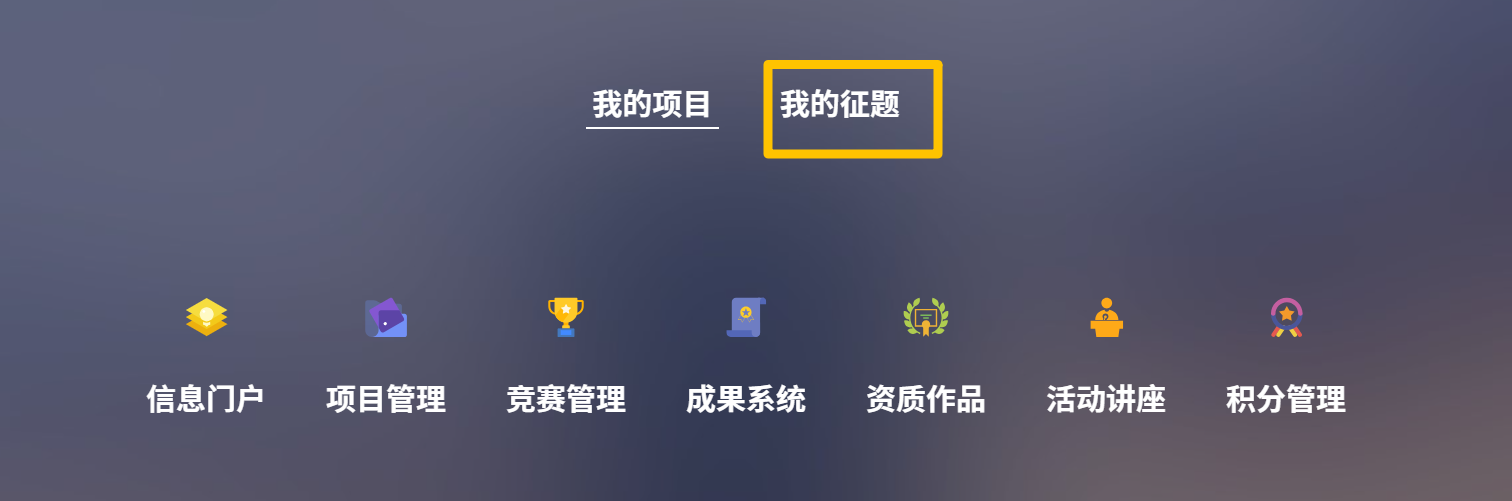 我的项目 我的征题
信息门户 项目管理 竞赛管理 成果系统 资质作品 活动讲座 积分管理